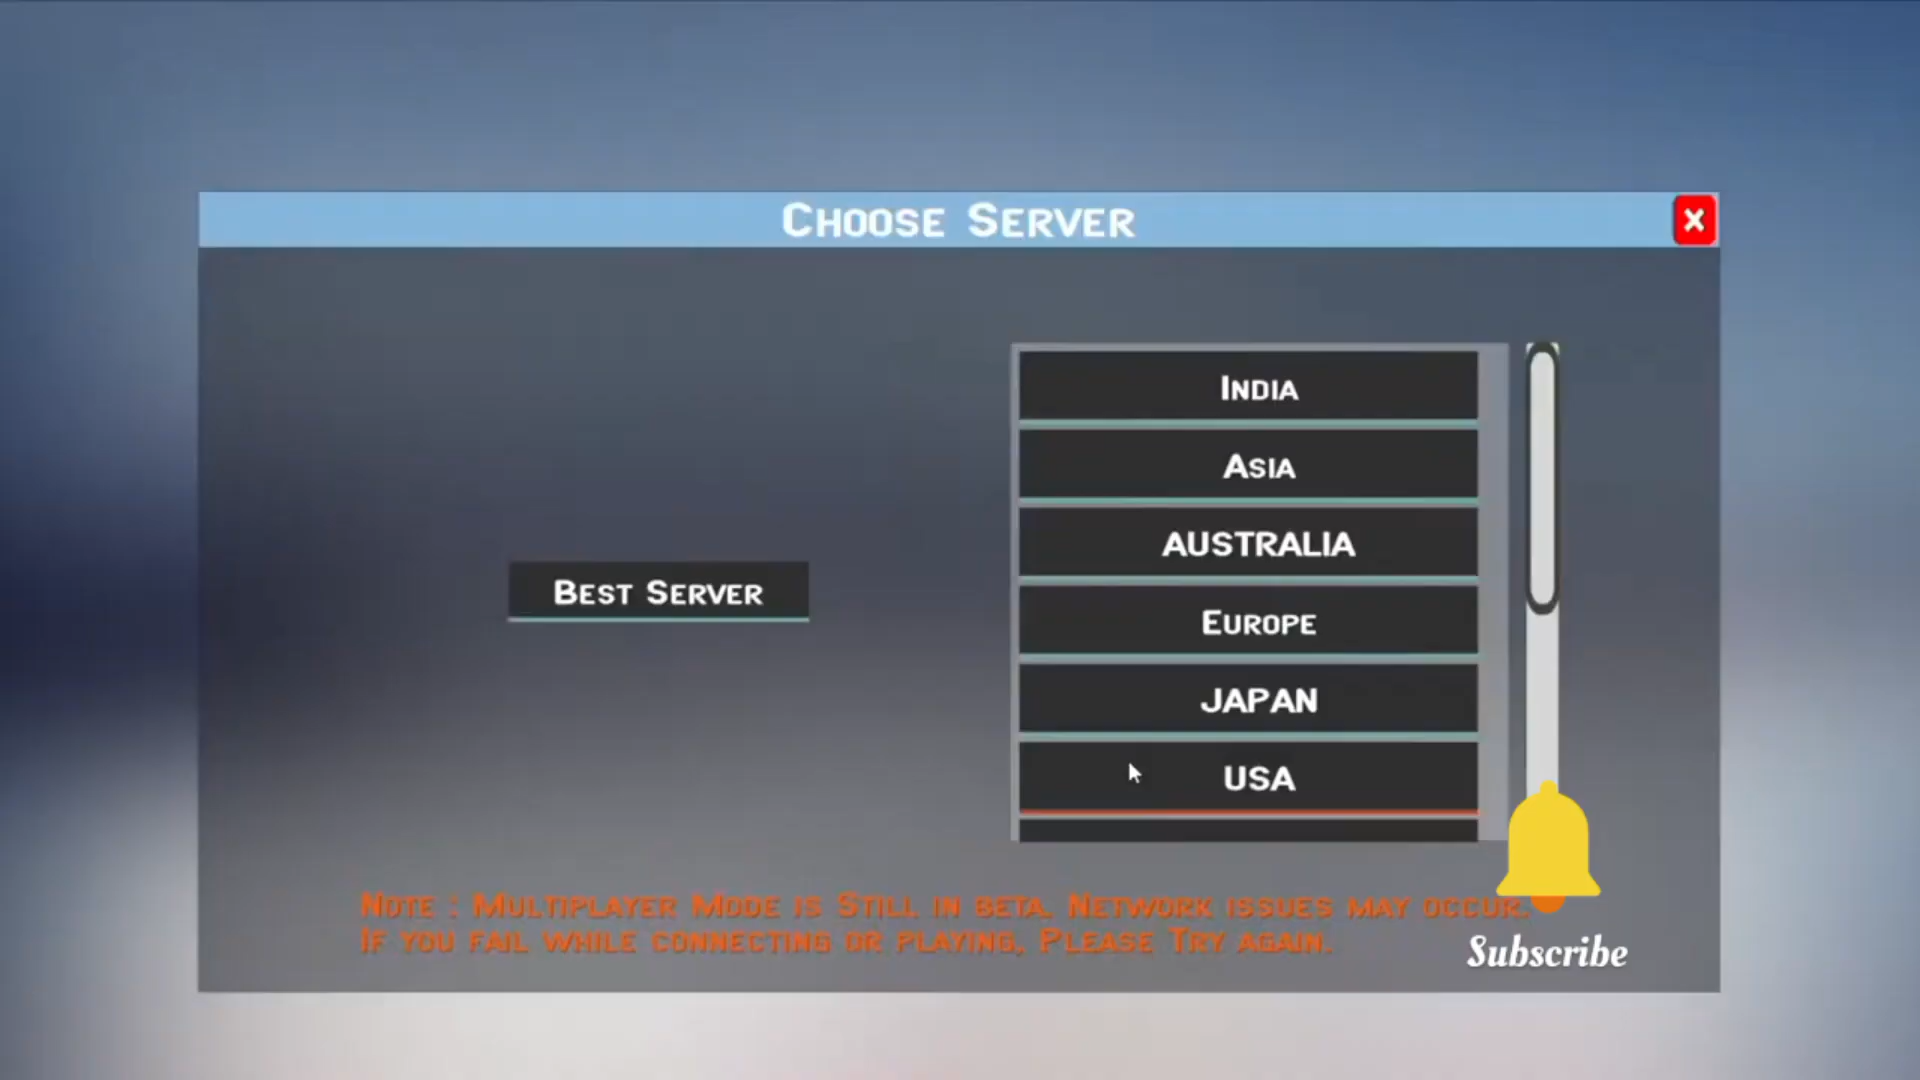 Choose Server
X
India
Asia
AUSTRALIA
Best Server
Europe
JAPAN
USA
Note : Multiplayer Mode is Still in beta. Network issues may occur.
If you fail while connecting or playing, Please Try again.
Subscribe